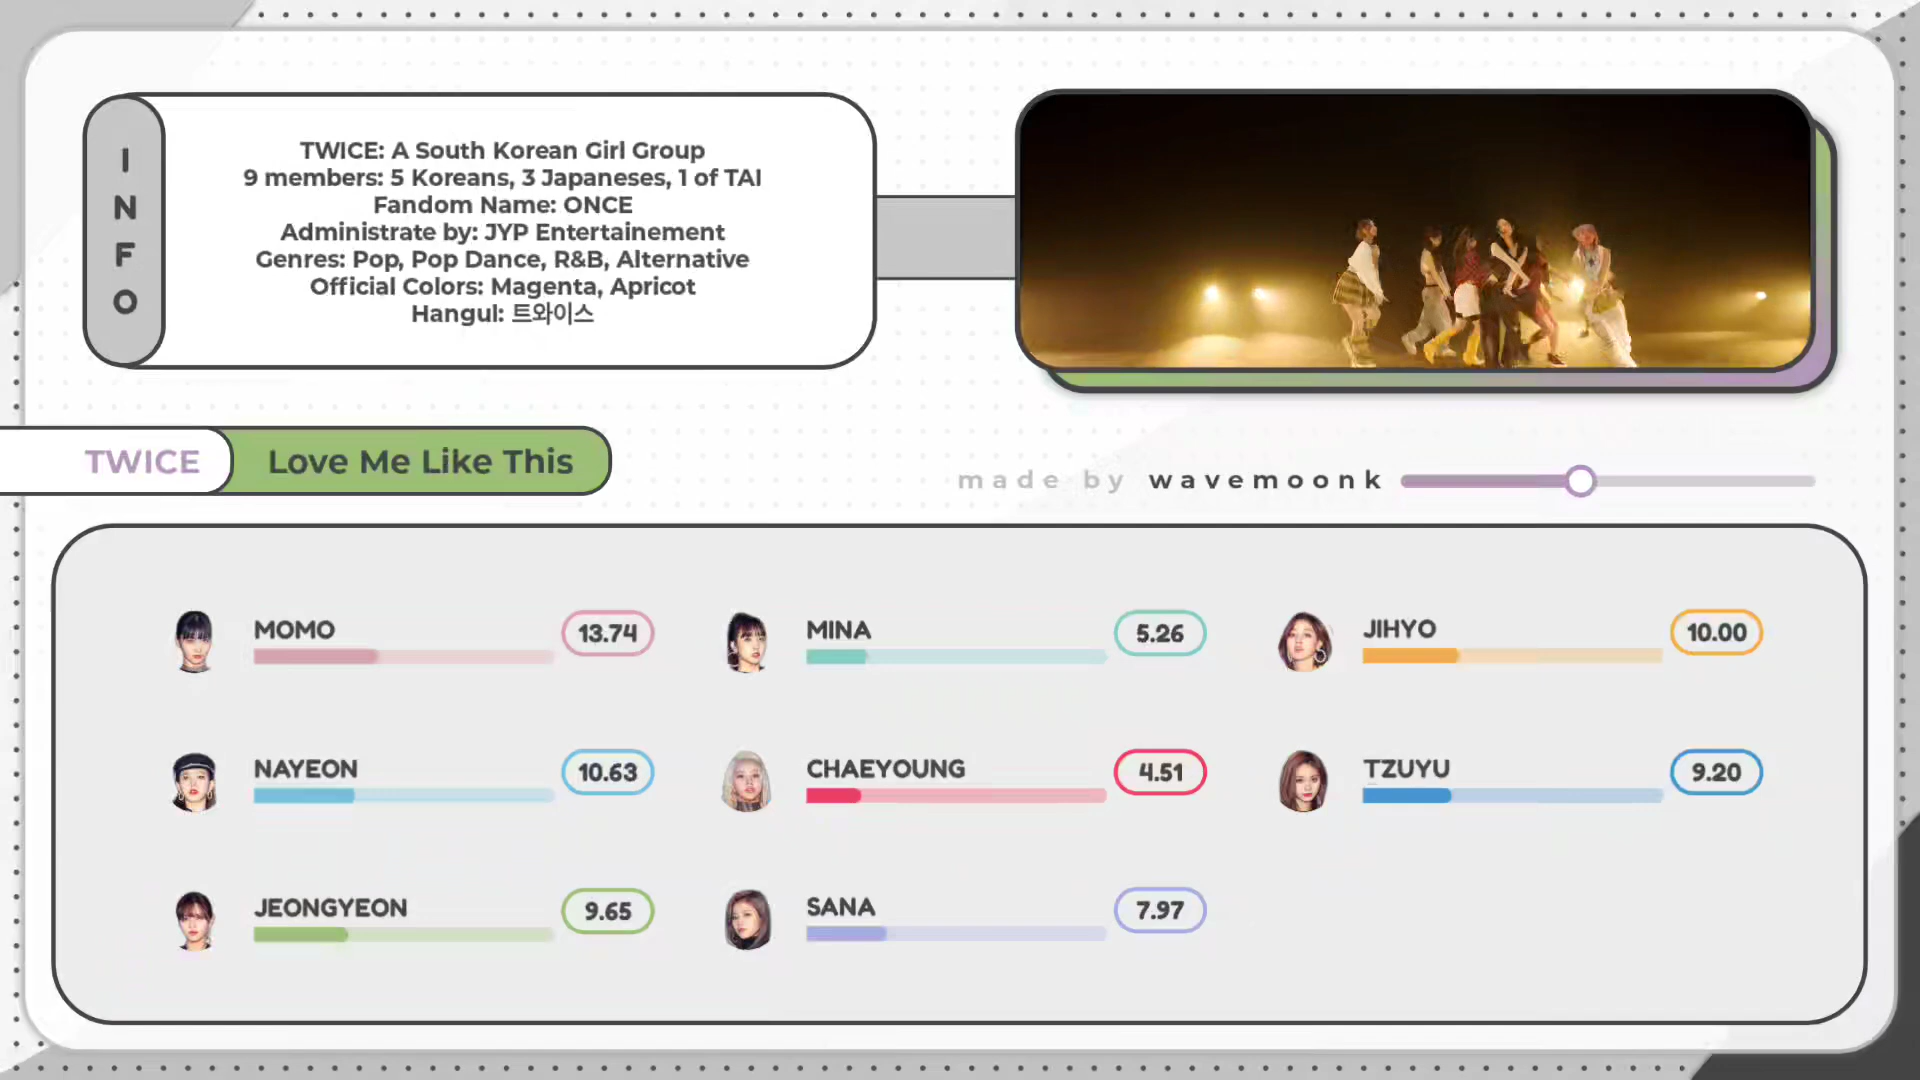 INFO
TWICE: A South Korean Girl Group
9 members: 5 Koreans, 3 Japaneses, 1 of TAI
Fandom Name: ONCE
Administrate by: JYP Entertainement
Genres: Pop, Pop Dance, R&B, Alternative
Official Colors: Magenta, Apricot
Hangul: 트와이스
TWICE Love Me Like This
made by wavemoonk
MOMO 13.74
MINA 5.26
JIHYO 10.00
NAYEON 10.63
CHAEYOUNG 4.51
TZUYU 9.20
JEONGYEON 9.65
SANA 7.97